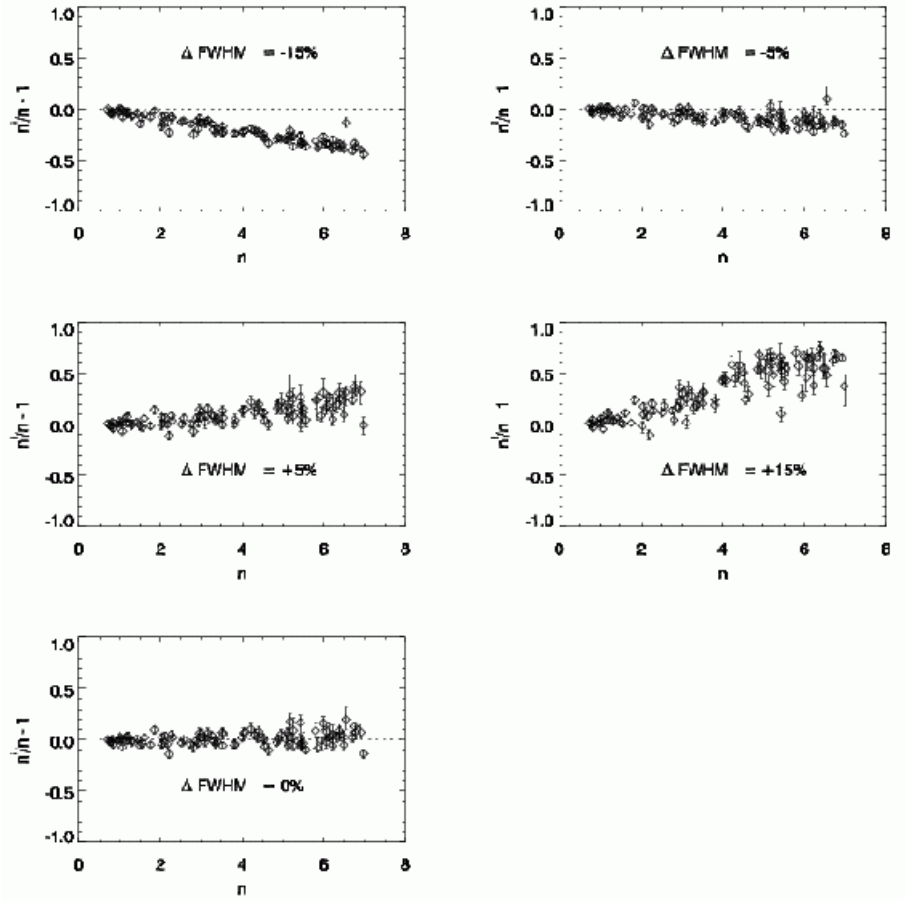 1.0
0.5
0.0
-0.5
-1.0
n'/n - 1
Δ FWHM = -15%
0 2 4 6 8
n
1.0
0.5
0.0
-0.5
-1.0
n'/n - 1
Δ FWHM = -5%
0 2 4 6 8
n
1.0
0.5
0.0
-0.5
-1.0
n'/n - 1
Δ FWHM = +5%
0 2 4 6 8
n
1.0
0.5
0.0
-0.5
-1.0
n'/n - 1
Δ FWHM = +15%
0 2 4 6 8
n
1.0
0.5
0.0
-0.5
-1.0
n'/n - 1
Δ FWHM = 0%
0 2 4 6 8
n